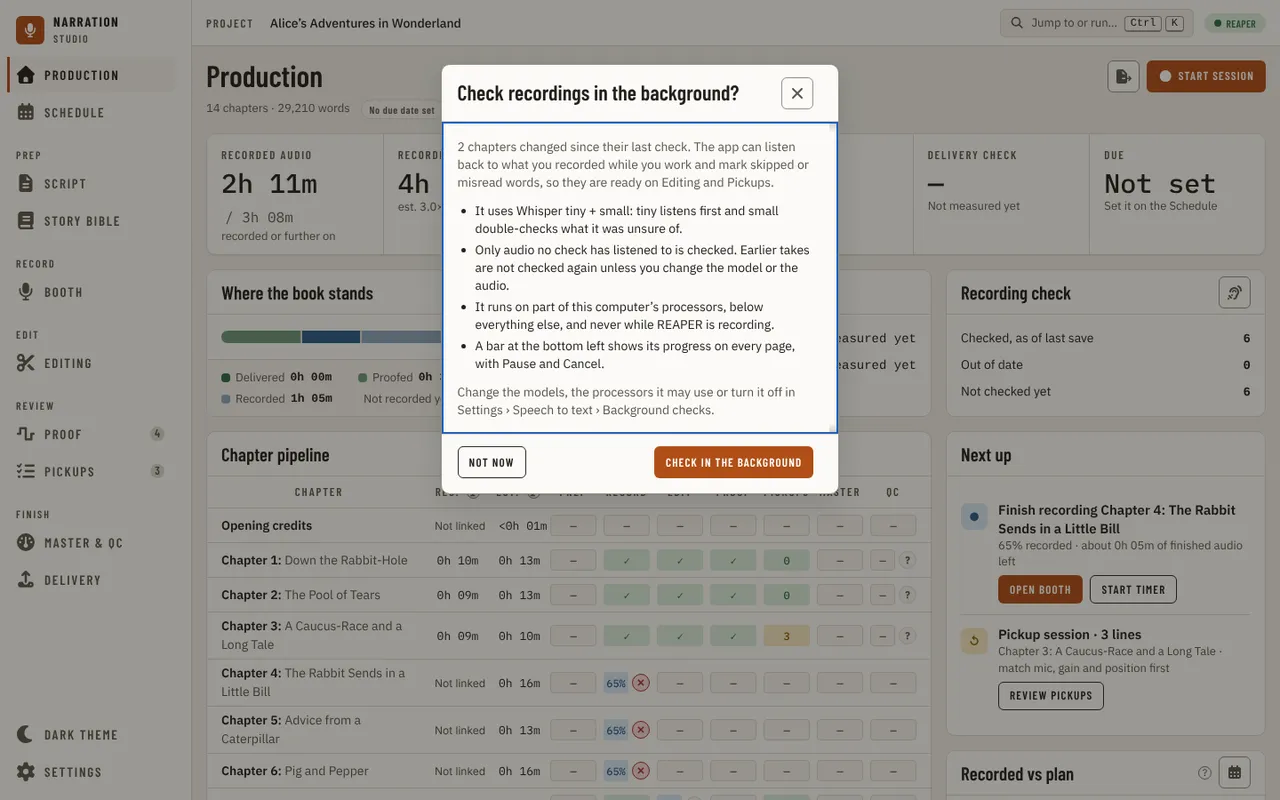 NARRATION
STUDIO
PRODUCTION
SCHEDULE
PREP
SCRIPT
STORY BIBLE
RECORD
BOOTH
EDIT
EDITING
REVIEW
PROOF 4
PICKUPS 3
FINISH
MASTER & QC
DELIVERY
DARK THEME
SETTINGS
PROJECT Alice's Adventures in Wonderland
Jump to or run... Ctrl K
REAPER
Production
14 chapters · 29,210 words No due date set
START SESSION
RECORDED AUDIO
2h 11m
/ 3h 08m
recorded or further on
4h
est. 3.0×
DELIVERY CHECK
—
Not measured yet
DUE
Not set
Set it on the Schedule
Check recordings in the background?
2 chapters changed since their last check. The app can listen
back to what you recorded while you work and mark skipped or
misread words, so they are ready on Editing and Pickups.
• It uses Whisper tiny + small: tiny listens first and small
double-checks what it was unsure of.
• Only audio no check has listened to is checked. Earlier takes
are not checked again unless you change the model or the
audio.
• It runs on part of this computer's processors, below
everything else, and never while REAPER is recording.
• A bar at the bottom left shows its progress on every page,
with Pause and Cancel.
Change the models, the processors it may use or turn it off in
Settings › Speech to text › Background checks.
NOT NOW
CHECK IN THE BACKGROUND
Where the book stands
Delivered 0h 00m Proofed 0h
Recorded 1h 05m Not recorded
yet
yet
Recording check
Checked, as of last save 6
Out of date 0
Not checked yet 6
Chapter pipeline
CHAPTER QC
Opening credits Not linked <0h 01m — — — — — — —
Chapter 1: Down the Rabbit-Hole 0h 10m 0h 13m — ✓ ✓ ✓ 0 — — ?
Chapter 2: The Pool of Tears 0h 09m 0h 13m — ✓ ✓ ✓ 0 — — ?
Chapter 3: A Caucus-Race and a
Long Tale 0h 09m 0h 10m — ✓ ✓ ✓ 3 — — ?
Chapter 4: The Rabbit Sends in a
Little Bill Not linked 0h 16m — 65% — — — — —
Chapter 5: Advice from a
Caterpillar Not linked 0h 13m — 65% — — — — —
Chapter 6: Pig and Pepper Not linked 0h 16m — 65% — — — — —
Next up
Finish recording Chapter 4: The Rabbit
Sends in a Little Bill
65% recorded · about 0h 05m of finished audio
left
OPEN BOOTH START TIMER
Pickup session · 3 lines
Chapter 3: A Caucus-Race and a Long Tale ·
match mic, gain and position first
REVIEW PICKUPS
Recorded vs plan ?